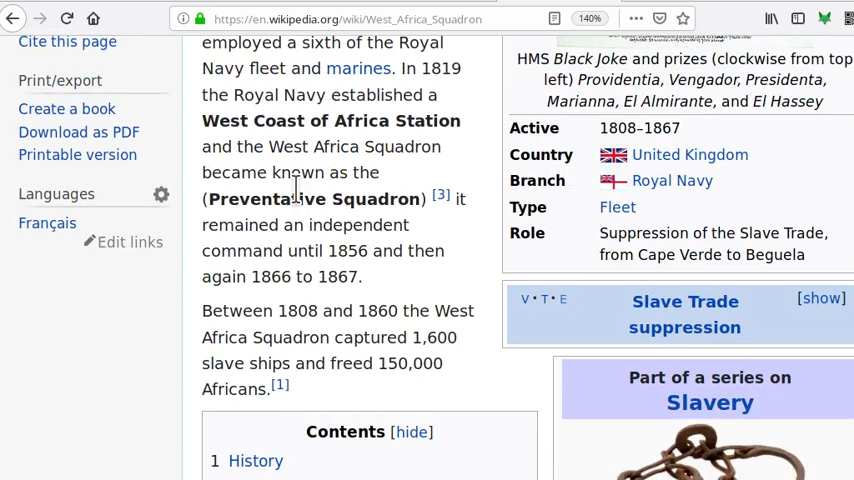 https://en.wikipedia.org/wiki/West_Africa_Squadron
140%
Cite this page
Print/export
Create a book
Download as PDF
Printable version
Languages
Français
Edit links
employed a sixth of the Royal
Navy fleet and marines. In 1819
the Royal Navy established a
West Coast of Africa Station
and the West Africa Squadron
became known as the
(Preventative Squadron) [3] it
remained an independent
command until 1856 and then
again 1866 to 1867.
Between 1808 and 1860 the West
Africa Squadron captured 1,600
slave ships and freed 150,000
Africans.[1]
Contents [hide]
1 History
HMS Black Joke and prizes (clockwise from top
left) Providentia, Vengador, Presidenta,
Marianna, El Almirante, and El Hassey
Active 1808–1867
Country United Kingdom
Branch Royal Navy
Type Fleet
Role Suppression of the Slave Trade,
from Cape Verde to Beguela
V • T • E Slave Trade [show]
suppression
Part of a series on
Slavery